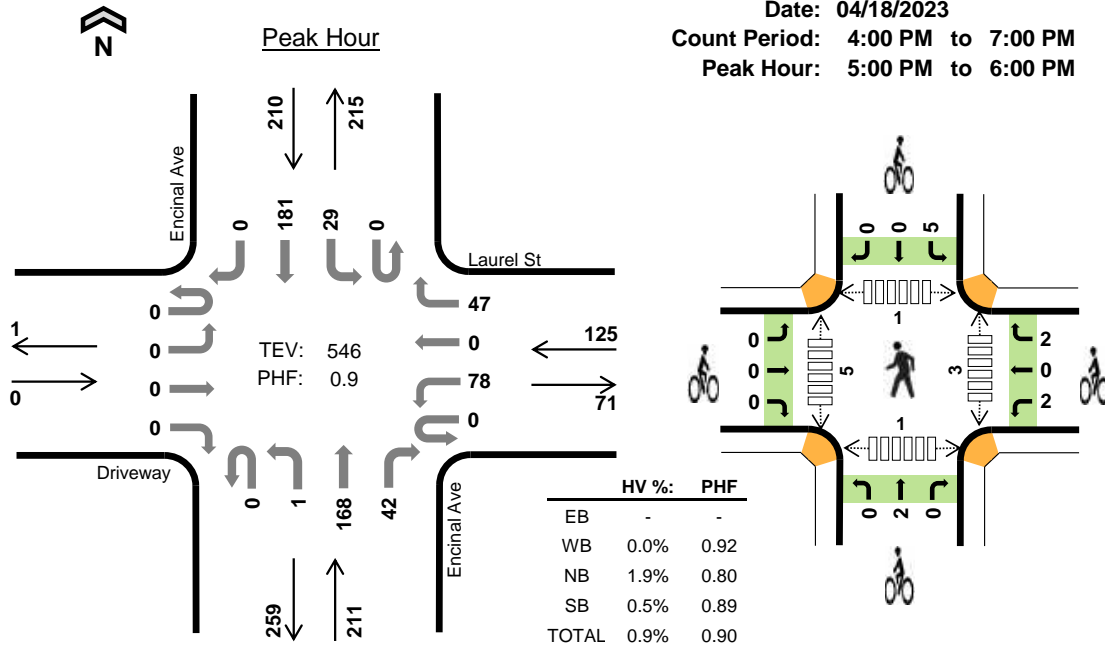 Date: 04/18/2023
Count Period: 4:00 PM to 7:00 PM
Peak Hour: 5:00 PM to 6:00 PM
N
Peak Hour
210
215
Encinal Ave
0
181
29
0
Laurel St
0
0
0
0
47
0
78
0
1
0
125
71
TEV: 546
PHF: 0.9
Driveway
0
1
168
42
Encinal Ave
259
211
HV %: PHF
EB - -
WB 0.0% 0.92
NB 1.9% 0.80
SB 0.5% 0.89
TOTAL 0.9% 0.90
0 0 5
1
0
0
0
5
3
2
0
2
1
0 2 0